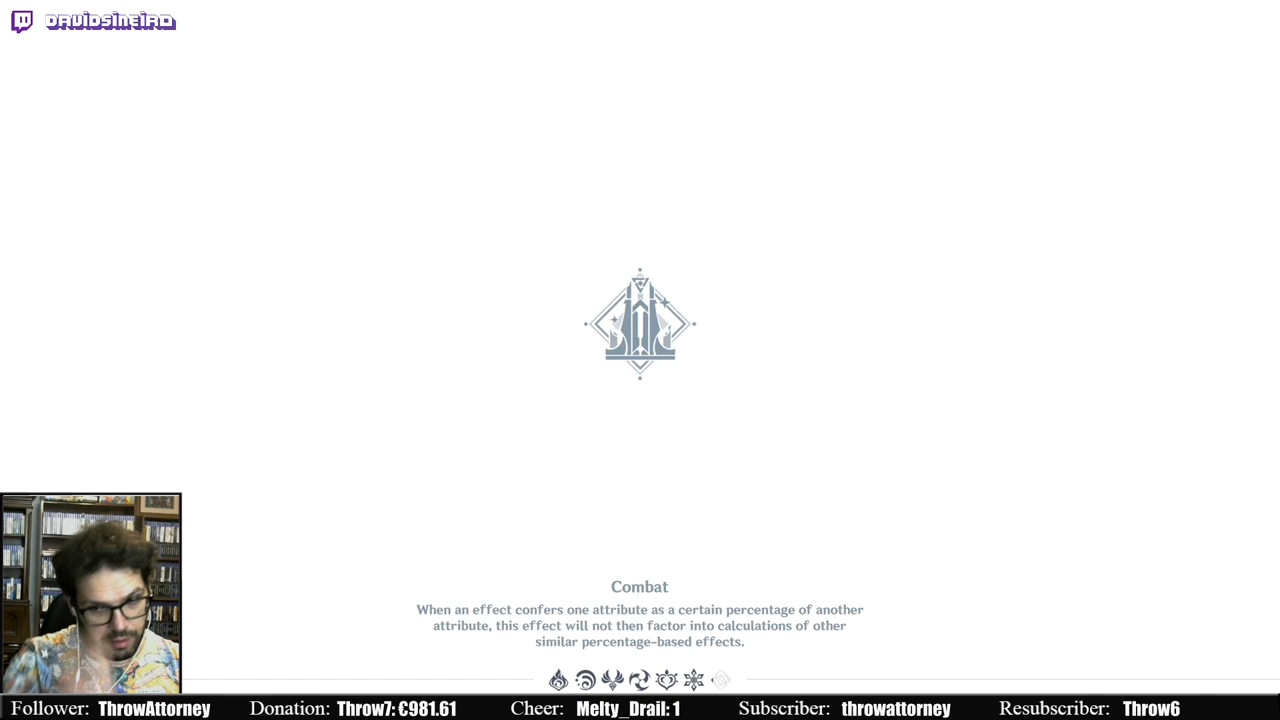 DAVIDSINEIRO
Combat
When an effect confers one attribute as a certain percentage of another
attribute, this effect will not then factor into calculations of other
similar percentage-based effects.
Follower: ThrowAttorney Donation: Throw7: €981.61 Cheer: Melty_Drail: 1 Subscriber: throwattorney Resubscriber: Throw6